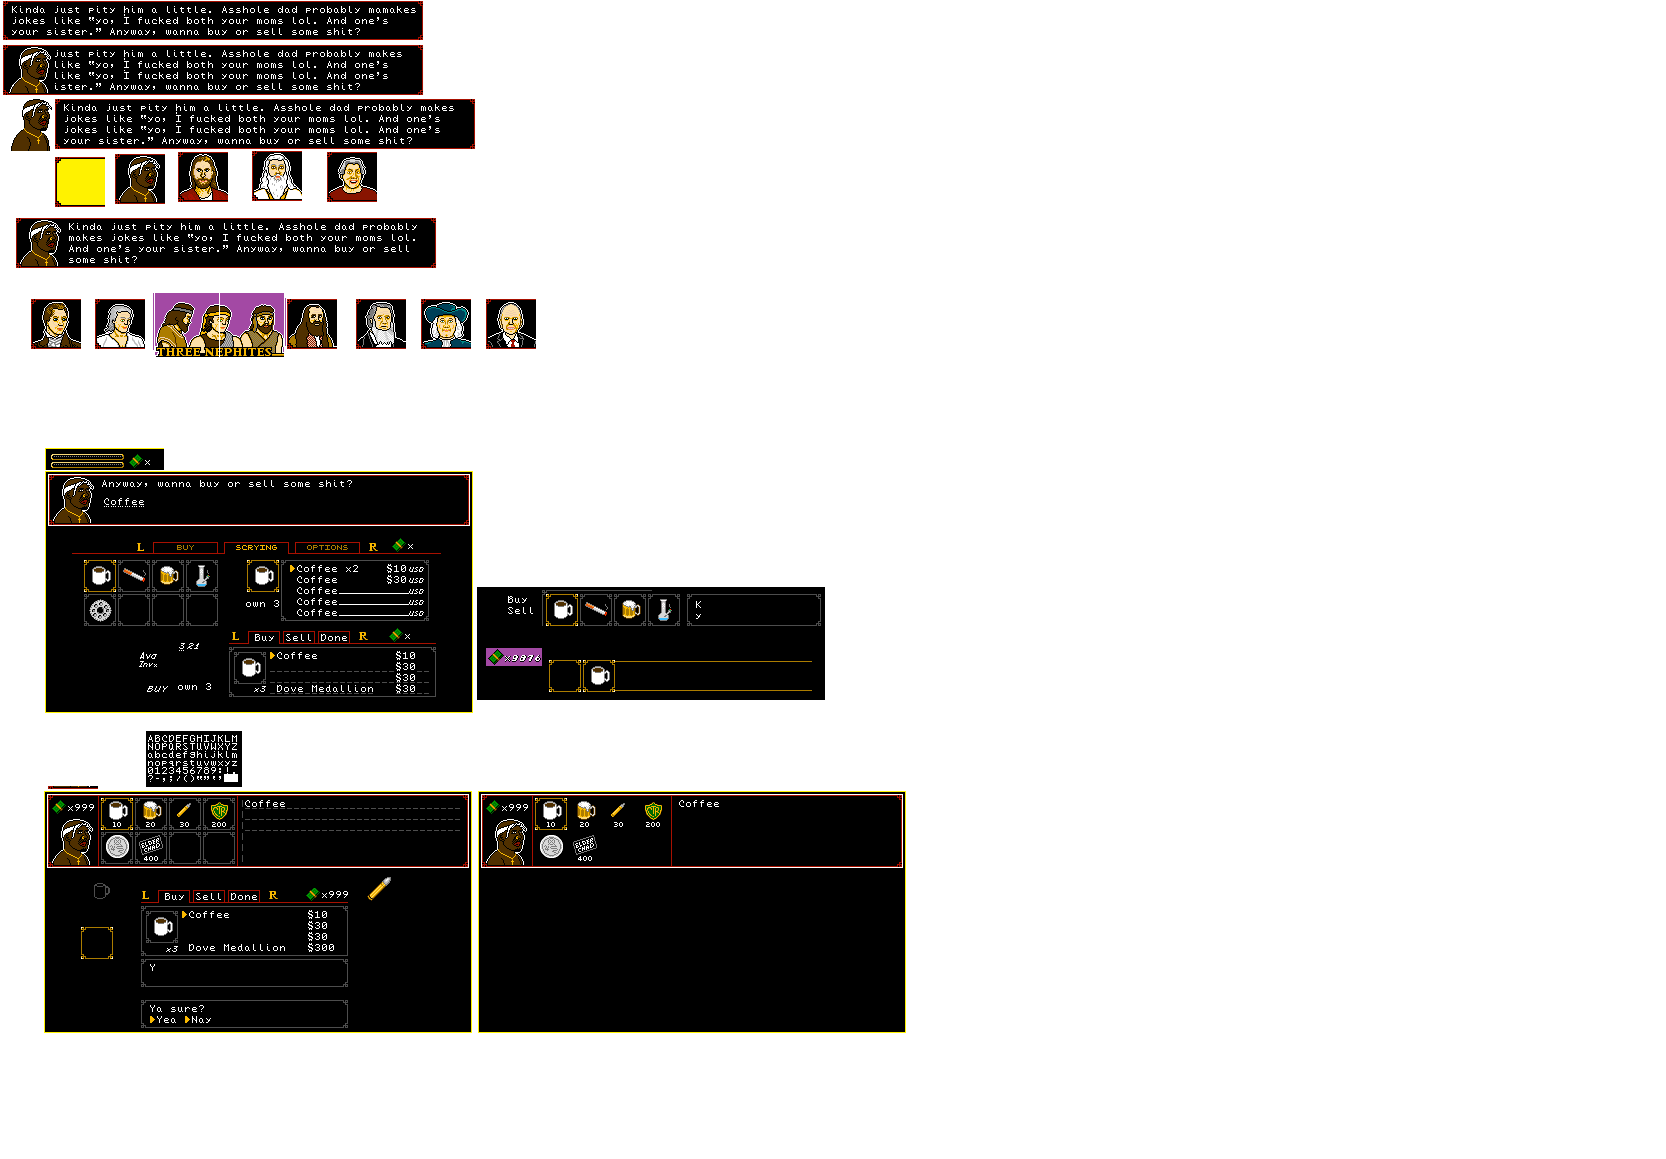 Kinda just pity him a little. Asshole dad probably mamakes
jokes like "yo, I fucked both your moms lol. And one's
your sister." Anyway, wanna buy or sell some shit?
just pity him a little. Asshole dad probably makes
like "yo, I fucked both your moms lol. And one's
like "yo, I fucked both your moms lol. And one's
ister." Anyway, wanna buy or sell some shit?
Kinda just pity him a little. Asshole dad probably makes
jokes like "yo, I fucked both your moms lol. And one's
jokes like "yo, I fucked both your moms lol. And one's
your sister." Anyway, wanna buy or sell some shit?
Kinda just pity him a little. Asshole dad probably
makes jokes like "yo, I fucked both your moms lol.
And one's your sister." Anyway, wanna buy or sell
some shit?
THREE NEPHITES
x
Anyway, wanna buy or sell some shit?
Coffee
L BUY SCRYING OPTIONS R x
Coffee x2 $10 USD
Coffee $30 USD
Coffee USD
Coffee USD
Coffee USD
own 3
L Buy Sell Done R x
Coffee $10
$30
$30
x3 Dove Medallion $30
321
Avg
Invx
BUY own 3
Buy
Sell
K
y
x9876
ABCDEFGHIJKLM
NOPQRSTUVWXYZ
abcdefghijklm
nopqrstuvwxyz
0123456789:!.
?-,;/()""'’
x999
10 20 30 200
400
Coffee
L Buy Sell Done R x999
Coffee $10
$30
$30
x3 Dove Medallion $300
Y
Ya sure?
Yea Nay
x999
10 20 30 200
ELDER CARD
400
Coffee